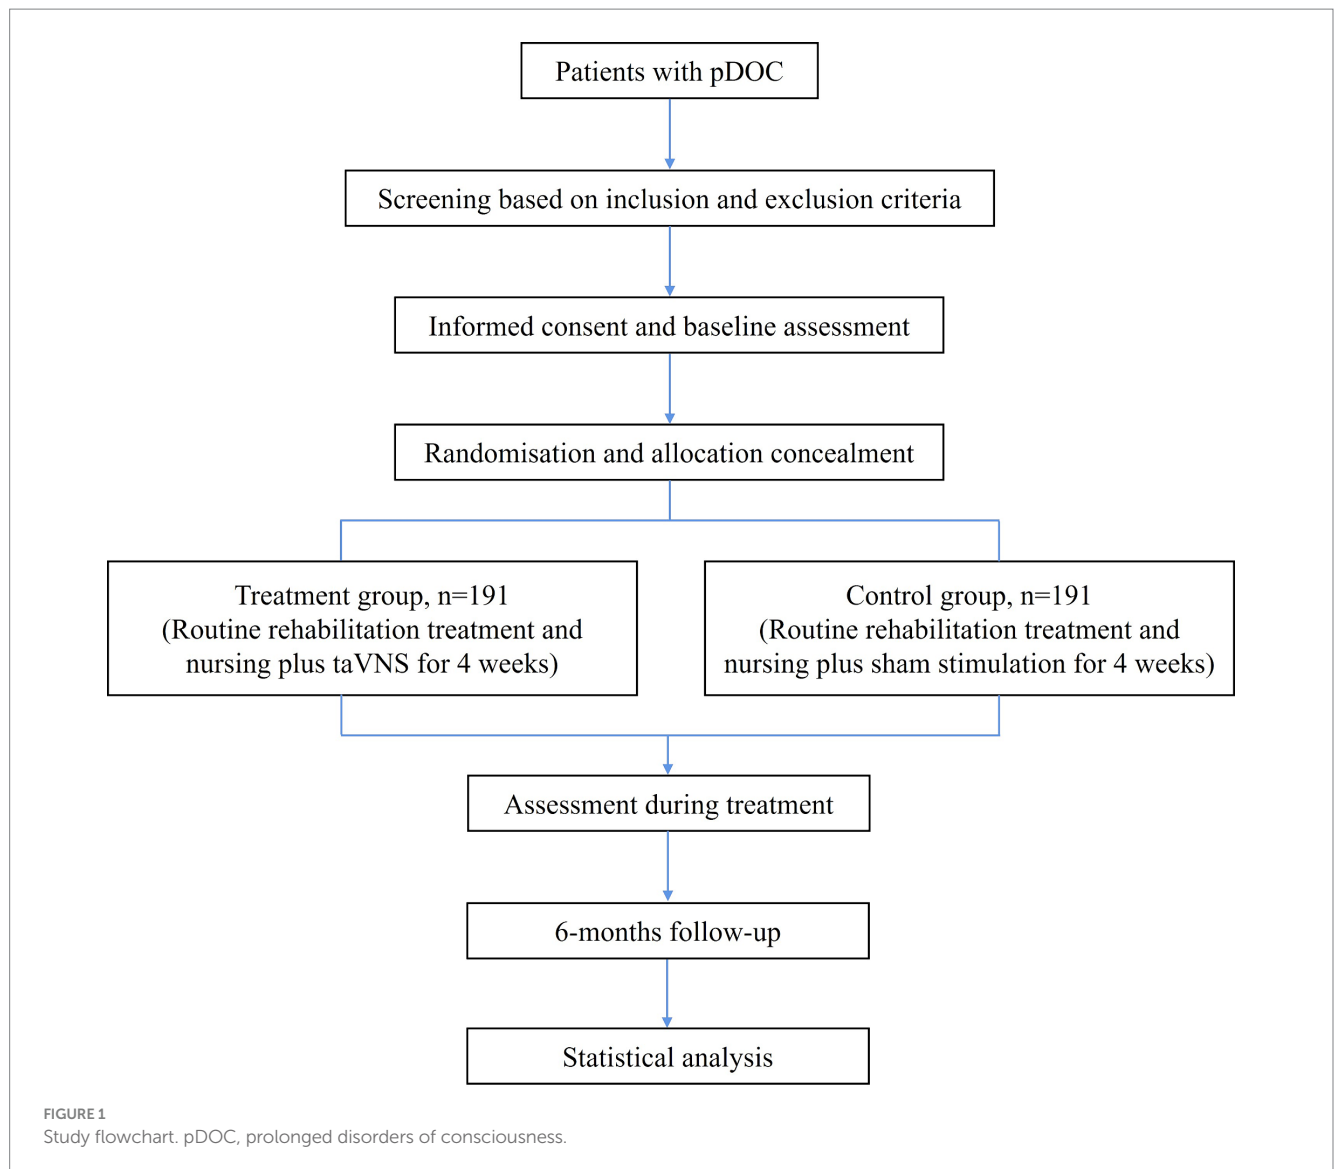 Patients with pDOC
Screening based on inclusion and exclusion criteria
Informed consent and baseline assessment
Randomisation and allocation concealment
Treatment group, n=191
(Routine rehabilitation treatment and
nursing plus taVNS for 4 weeks)
Control group, n=191
(Routine rehabilitation treatment and
nursing plus sham stimulation for 4 weeks)
Assessment during treatment
6-months follow-up
Statistical analysis
FIGURE 1
Study flowchart. pDOC, prolonged disorders of consciousness.